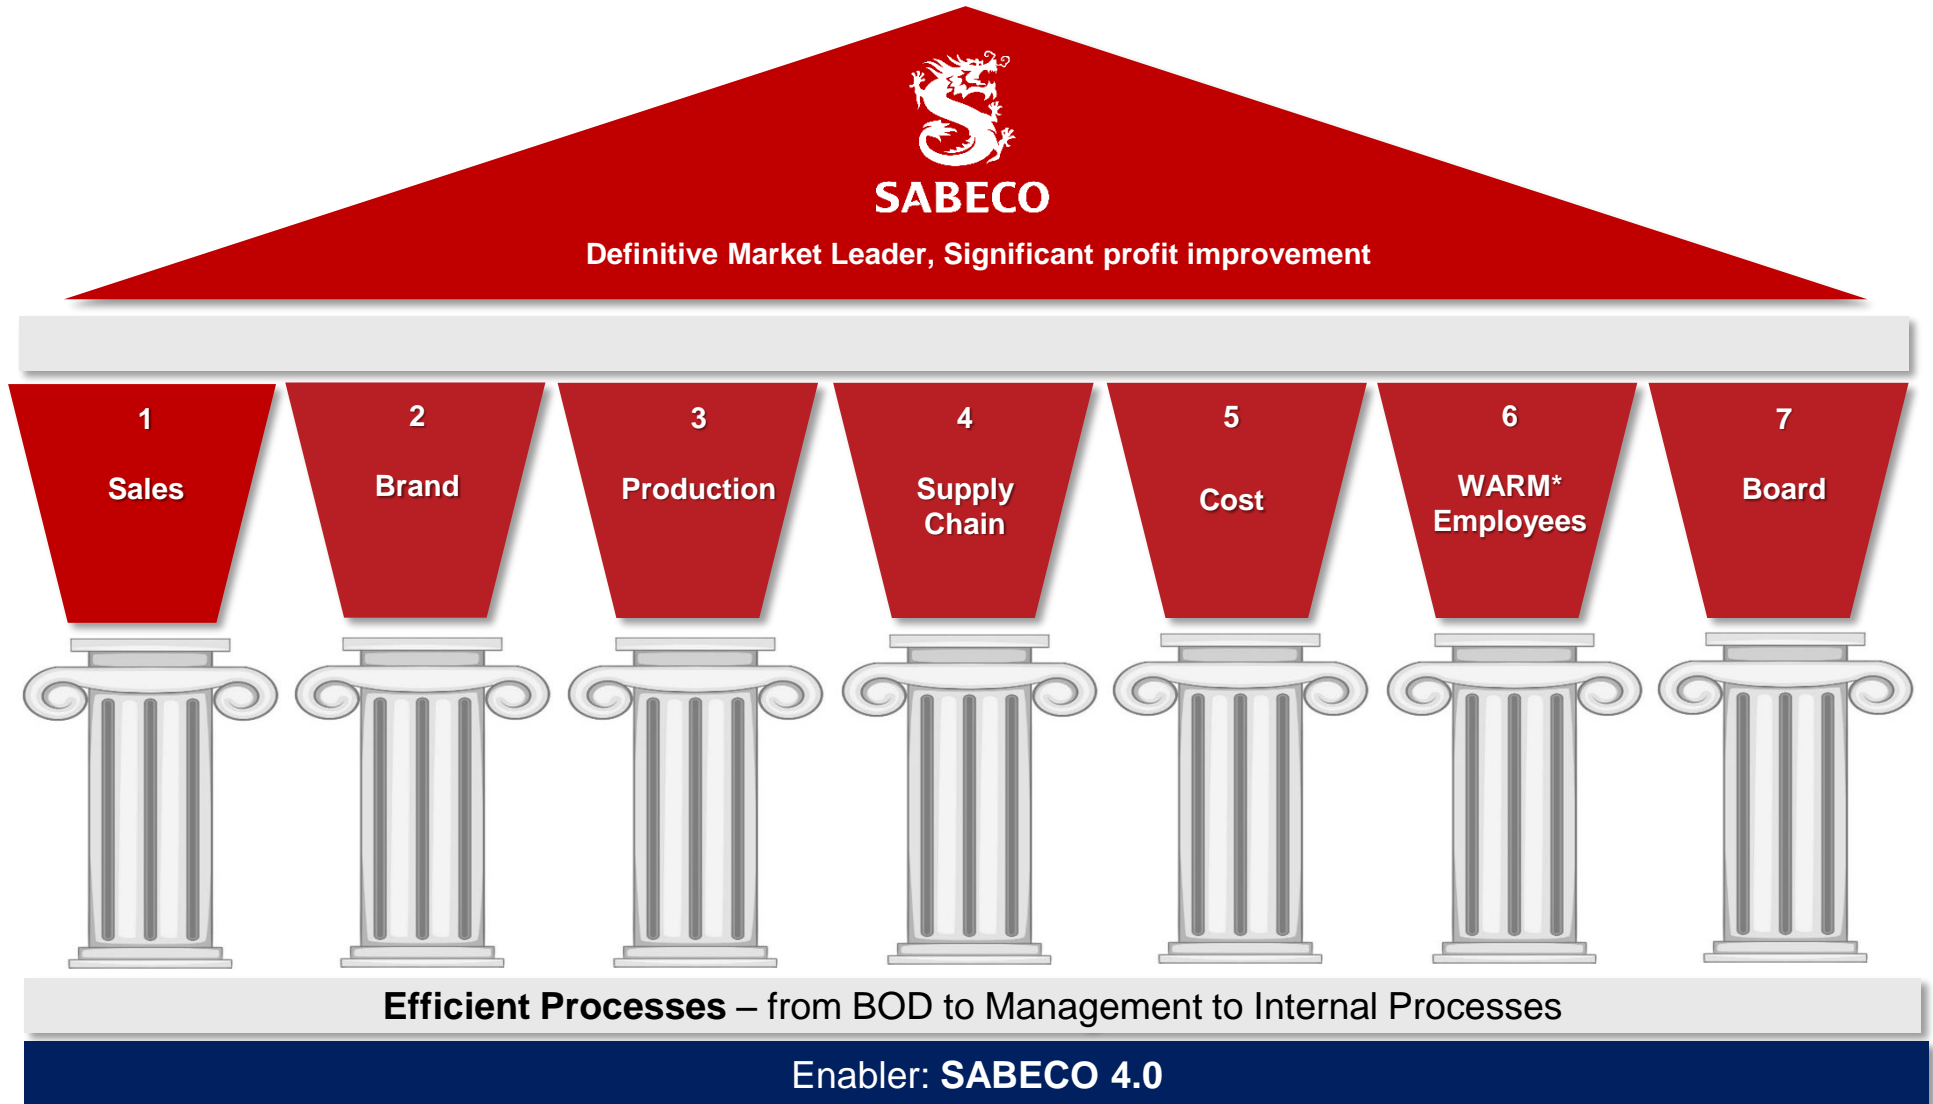 SABECO
Definitive Market Leader, Significant profit improvement
1
Sales
2
Brand
3
Production
4
Supply
Chain
5
Cost
6
WARM*
Employees
7
Board
Efficient Processes – from BOD to Management to Internal Processes
Enabler: SABECO 4.0